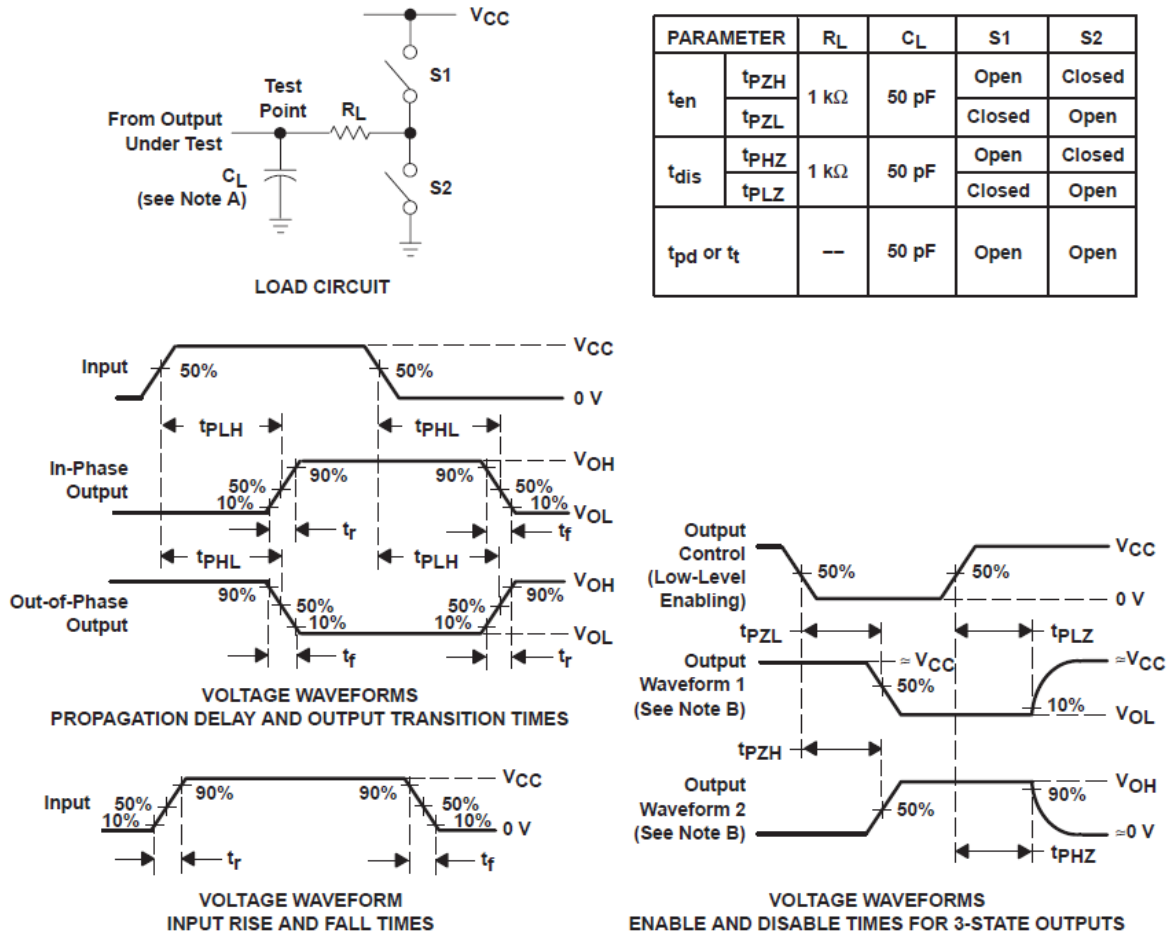 VCC
S1
Test
Point
RL
From Output
Under Test
CL
(see Note A)
S2
LOAD CIRCUIT
PARAMETER RL CL S1 S2
ten tPZH 1 kΩ 50 pF Open Closed
tPZL Closed Open
tdis tPHZ 1 kΩ 50 pF Open Closed
tPLZ Closed Open
tpd or tt –– 50 pF Open Open
Input 50% 50% VCC
0 V
tPLH tPHL
In-Phase
Output
VOH
90% 90%
50% 50%
10% 10%
VOL
tr tf
tPHL tPLH
Out-of-Phase
Output
VOH
90% 90%
50% 50%
10% 10%
VOL
tf tr
VOLTAGE WAVEFORMS
PROPAGATION DELAY AND OUTPUT TRANSITION TIMES
Input
VCC
90% 90%
50% 50%
10% 10%
0 V
tr tf
VOLTAGE WAVEFORM
INPUT RISE AND FALL TIMES
Output
Control
(Low-Level
Enabling)
VCC
50% 50%
0 V
tPZL tPLZ
Output
Waveform 1
(See Note B)
≈ VCC ≈VCC
50%
10%
VOL
tPZH
Output
Waveform 2
(See Note B)
VOH
90%
50%
≈0 V
tPHZ
VOLTAGE WAVEFORMS
ENABLE AND DISABLE TIMES FOR 3-STATE OUTPUTS